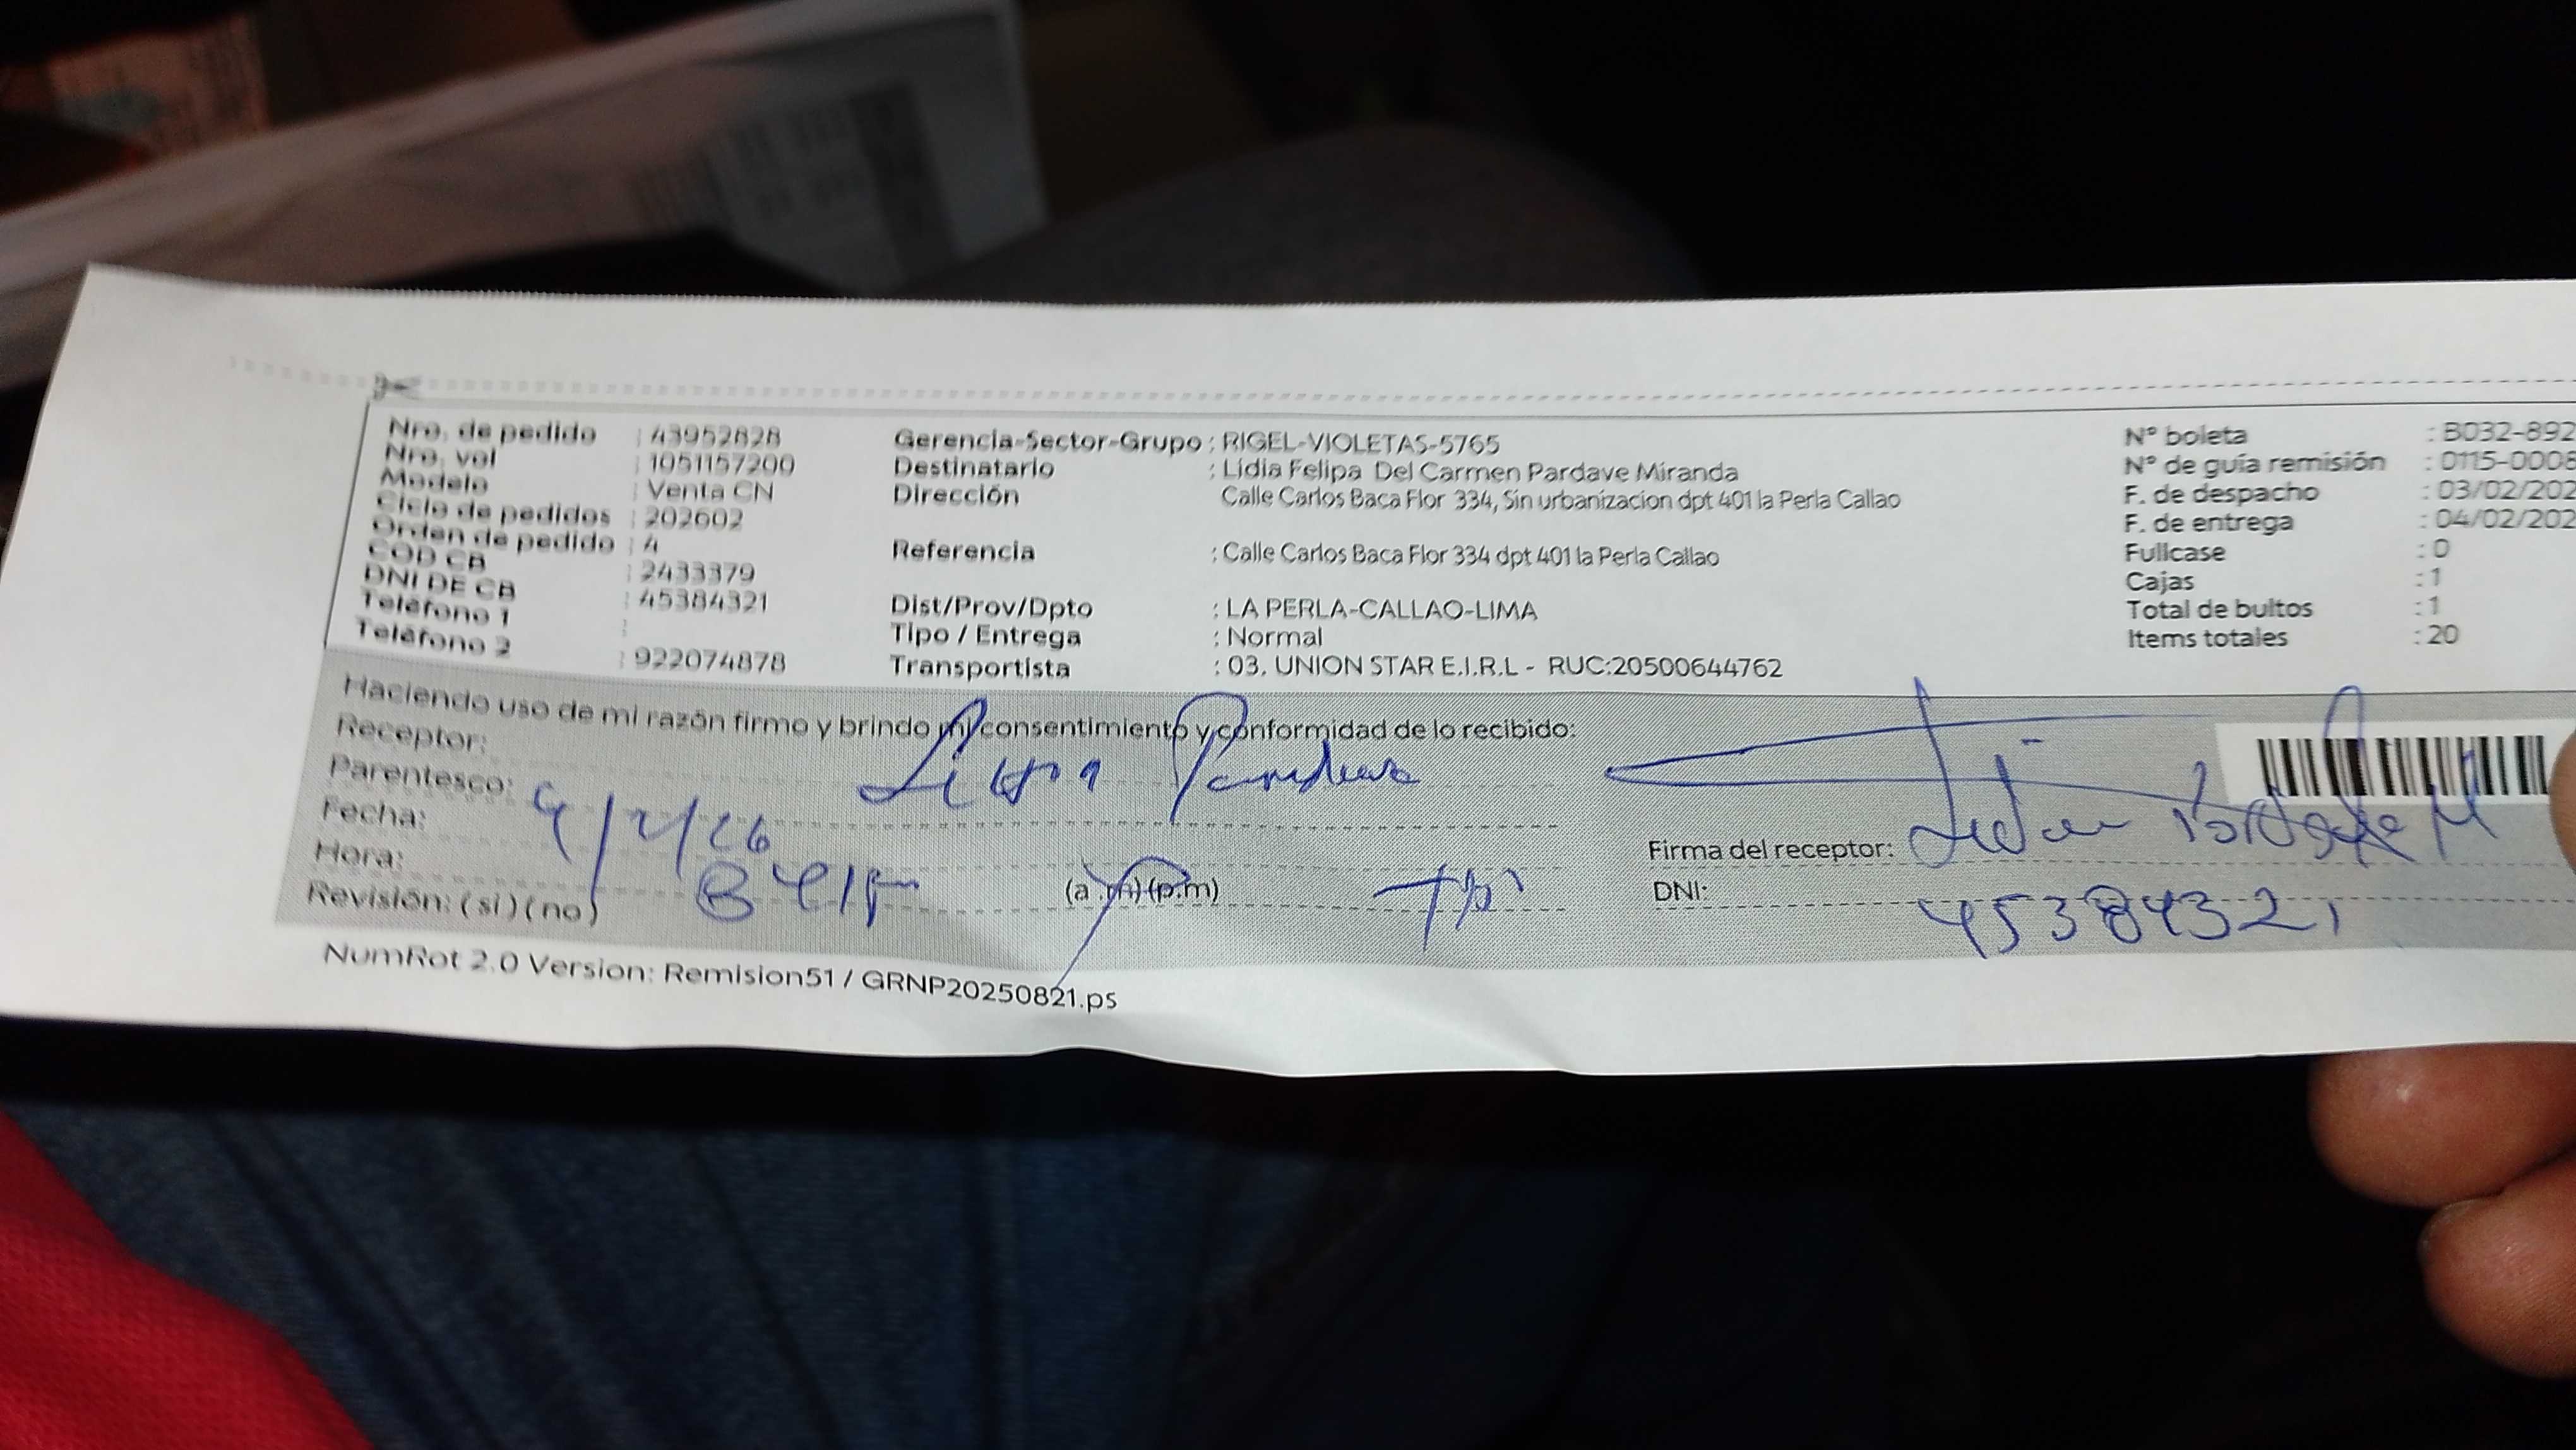 Nro. de pedido : 43952828
Nro. vol : 1051157200
Modelo : Venta CN
Ciclo de pedidos : 202602
Orden de pedido : 4
COD CB : 2433379
DNI DE CB : 45384321
Teléfono 1 :
Teléfono 2 : 922074878
Gerencia-Sector-Grupo : RIGEL-VIOLETAS-5765
Destinatario : Lidia Felipa Del Carmen Pardave Miranda
Dirección Calle Carlos Baca Flor 334, Sin urbanizacion dpt 401 la Perla Callao
Referencia : Calle Carlos Baca Flor 334 dpt 401 la Perla Callao
Dist/Prov/Dpto : LA PERLA-CALLAO-LIMA
Tipo / Entrega : Normal
Transportista : 03. UNION STAR E.I.R.L - RUC:20500644762
N° boleta : B032-892
N° de guía remisión : 0115-0008
F. de despacho : 03/02/202
F. de entrega : 04/02/202
Fullcase : 0
Cajas : 1
Total de bultos : 1
Items totales : 20
Haciendo uso de mi razón firmo y brindo mi consentimiento y conformidad de lo recibido:
Receptor:
Parentesco:
Fecha: 4/2/26
Hora: (a.m) (p.m)
Revisión: ( si ) ( no )
Firma del receptor:
DNI: 45384321
NumRot 2.0 Version: Remision51 / GRNP20250821.ps